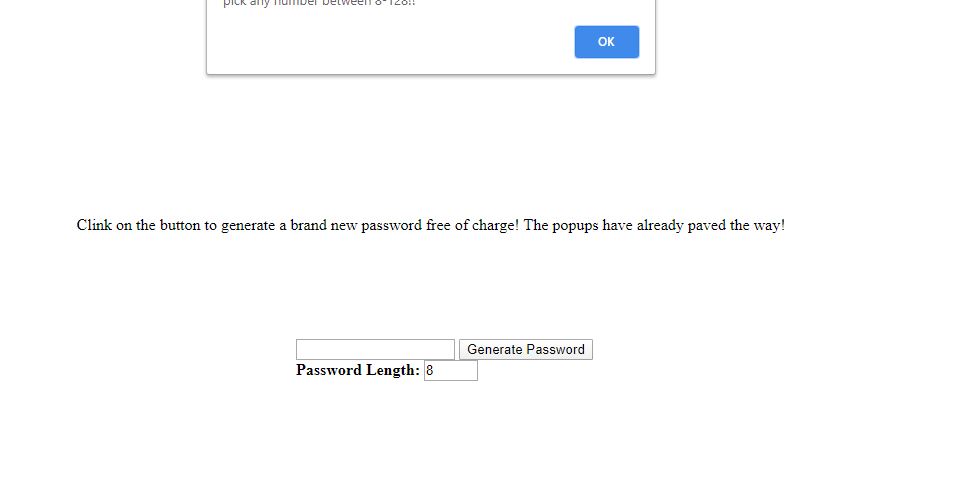 pick any number between 8-128!!
OK
Clink on the button to generate a brand new password free of charge! The popups have already paved the way!
Generate Password
Password Length: 8